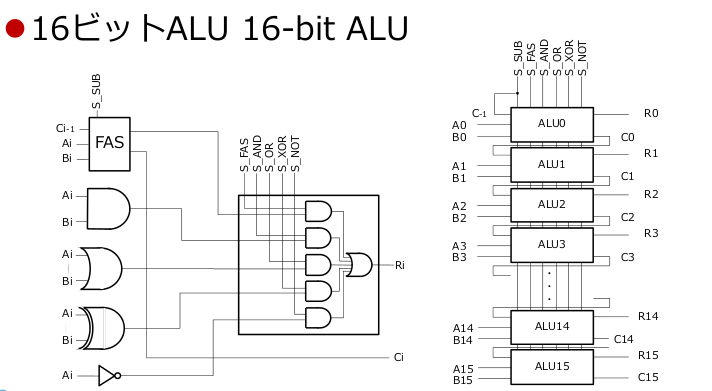 16ビットALU 16-bit ALU
S_SUB
Ci-1
Ai
Bi
FAS
Ai
Bi
Ai
Bi
Ai
Bi
Ai
S_FAS
S_AND
S_OR
S_XOR
S_NOT
Ri
Ci
S_SUB
S_FAS
S_AND
S_OR
S_XOR
S_NOT
C-1
A0
B0
ALU0
R0
C0
A1
B1
ALU1
R1
C1
A2
B2
ALU2
R2
C2
A3
B3
ALU3
R3
C3
A14
B14
ALU14
R14
C14
A15
B15
ALU15
R15
C15